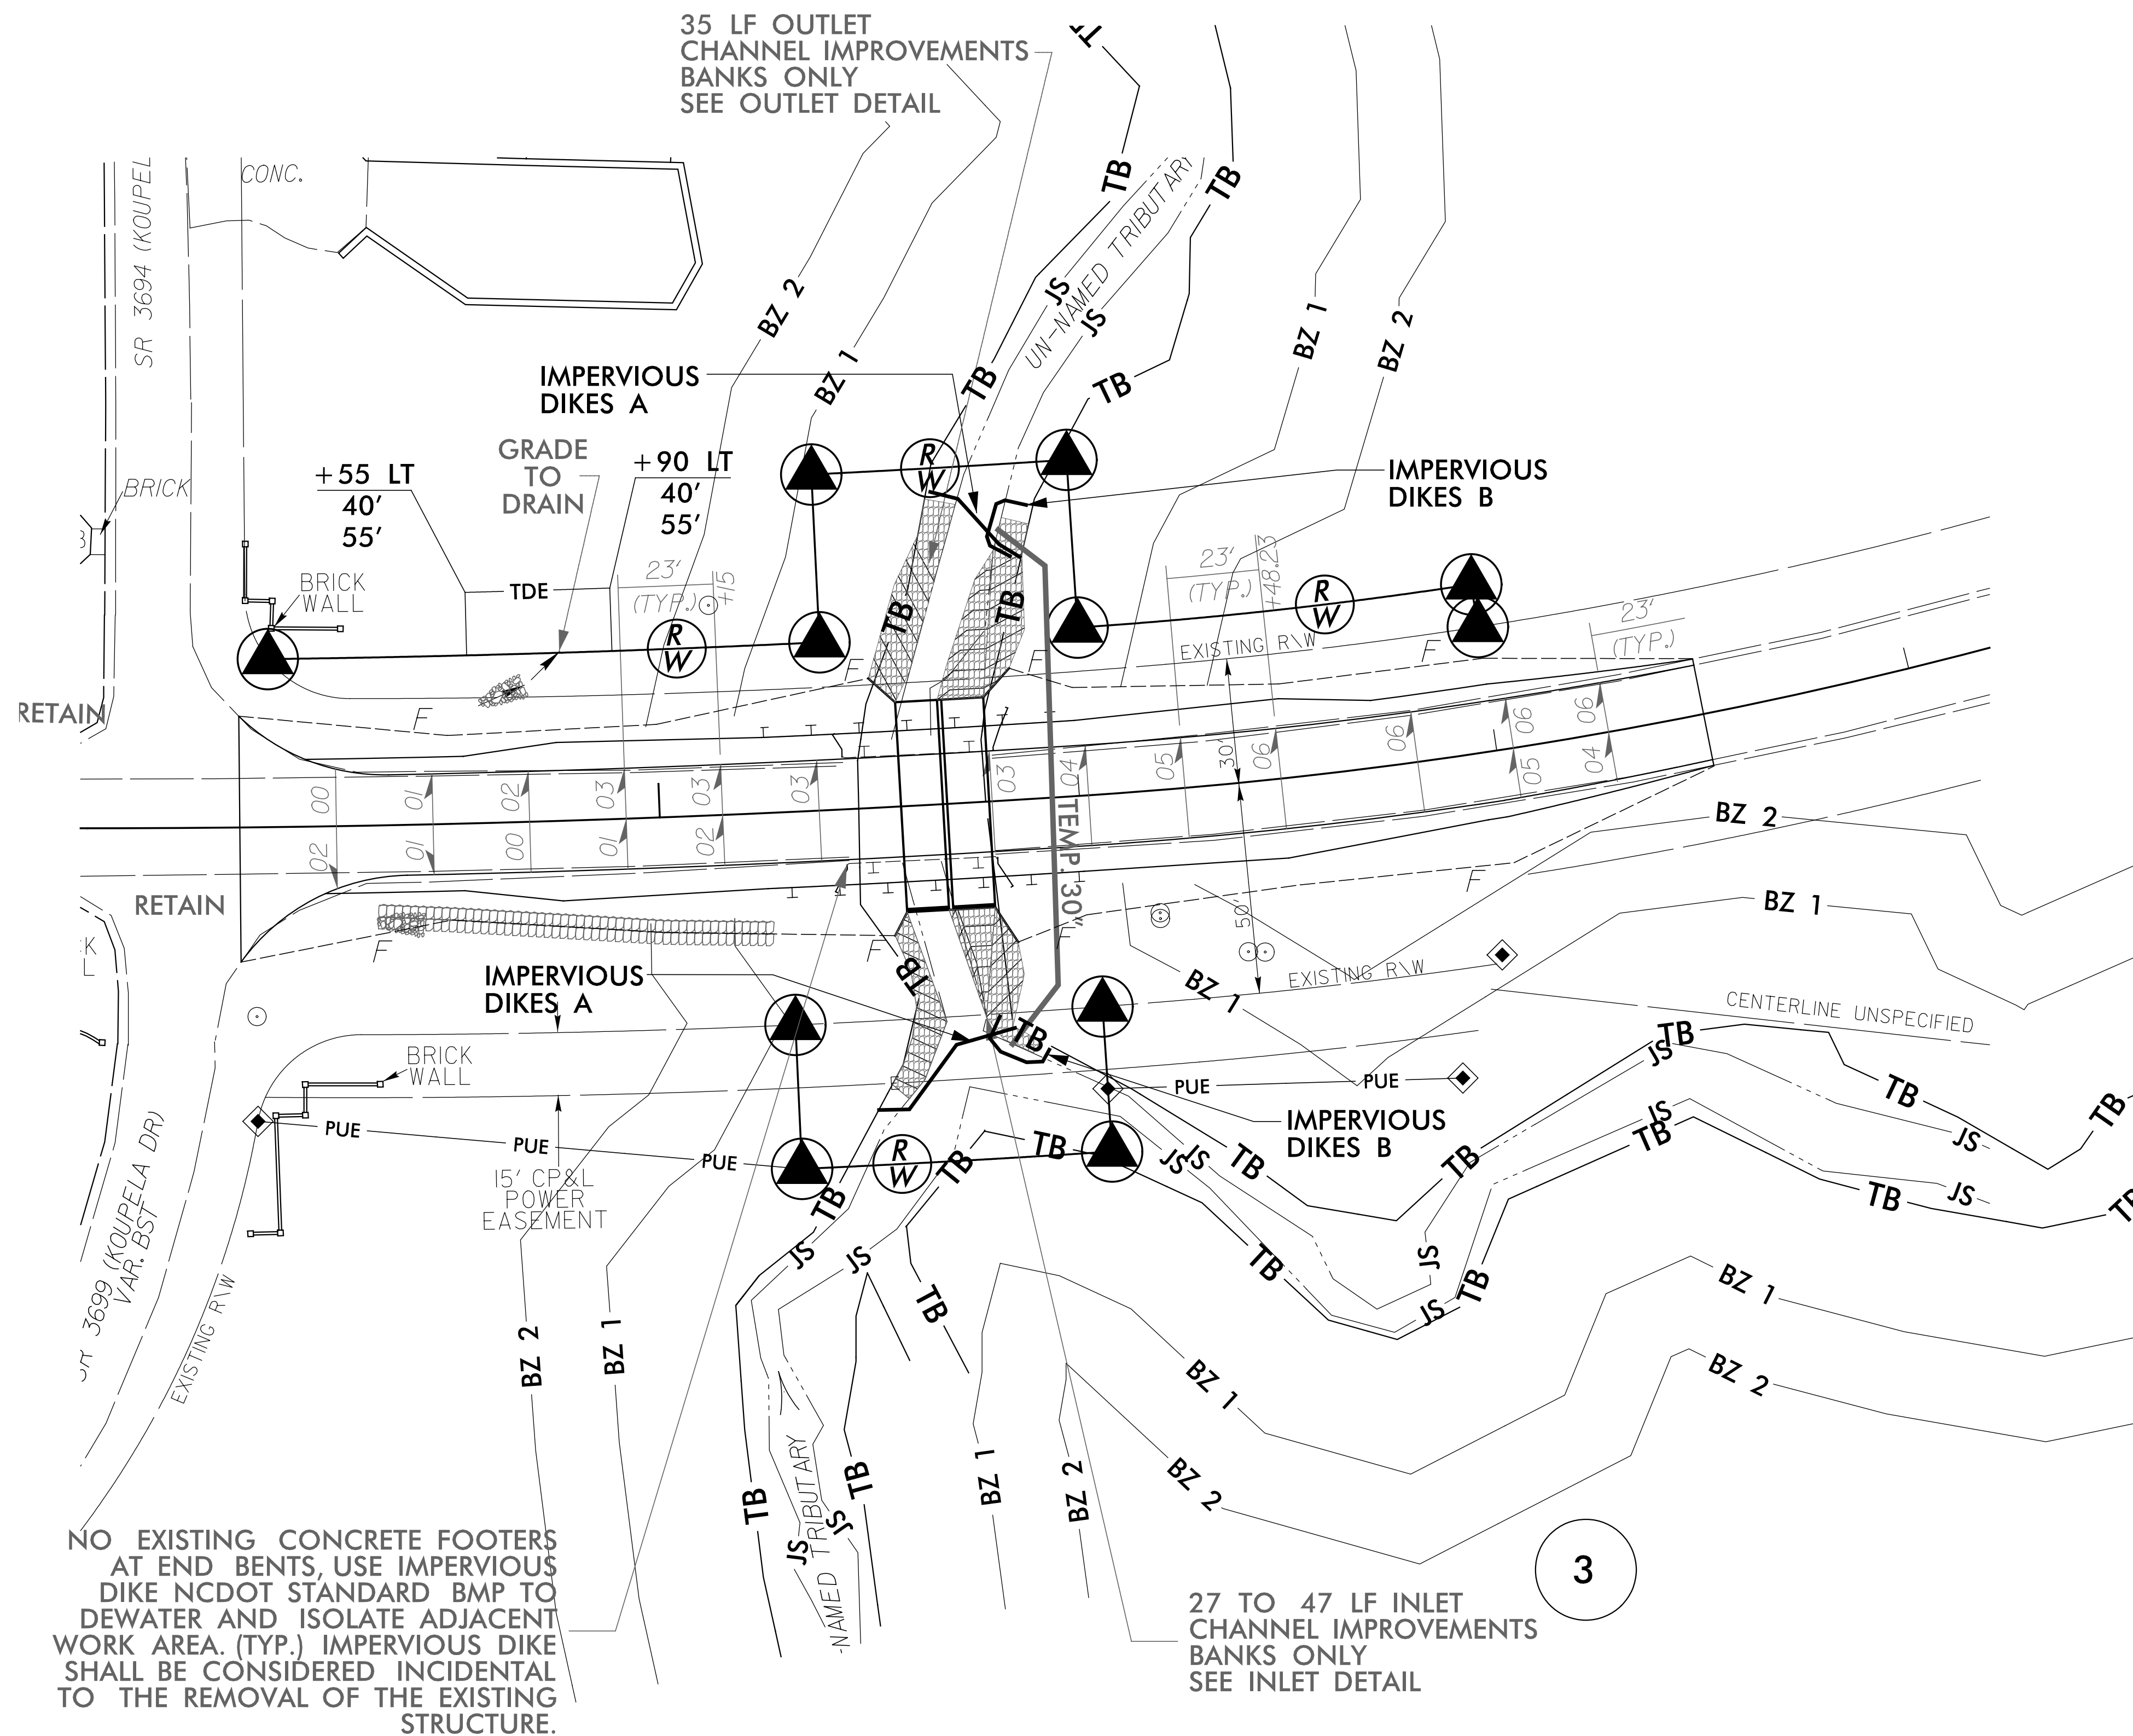 35 LF OUTLET
CHANNEL IMPROVEMENTS
BANKS ONLY
SEE OUTLET DETAIL
CONC.
SR 3694 (KOUPEL
TB
TB
UN-NAMED TRIBUTARY
JS
JS
BZ 2
BZ 1
BZ 1
BZ 2
IMPERVIOUS
DIKES A
TB
TB
GRADE
TO
DRAIN
+55 LT
40'
55'
+90 LT
40'
55'
R
W
IMPERVIOUS
DIKES B
BRICK
BRICK
WALL
TDE
23'
(TYP.)
+15
23'
(TYP.)
+48.23
R
W
23'
(TYP.)
R
W
TB
TB
EXISTING R\W
F
F
F
F
RETAIN
00
01
02
03
03
03
03
04
05
30'
06
06
06
06
02
01
00
01
02
05
04
TEMP. 30"
BZ 2
RETAIN
F
F
F
F
50'
BZ 1
TB
IMPERVIOUS
DIKES A
BZ 1
EXISTING R\W
CENTERLINE UNSPECIFIED
TB
TB
JS
BRICK
WALL
PUE
PUE
TB
TB
IMPERVIOUS
DIKES B
JS
TB
JS
PUE
PUE
PUE
R
W
TB
TB
JS
JS
TB
TB
TB
JS
15' CP&L
POWER
EASEMENT
TB
SR 3699 (KOUPELA DR)
VAR. BST
EXISTING R\W
JS
JS
TB
TB
JS
TB
JS
BZ 1
BZ 2
BZ 1
BZ 1
BZ 2
BZ 1
BZ 2
BZ 2
TB
TB
JS
JS
-NAMED TRIBUTARY
3
NO EXISTING CONCRETE FOOTERS
AT END BENTS, USE IMPERVIOUS
DIKE NCDOT STANDARD BMP TO
DEWATER AND ISOLATE ADJACENT
WORK AREA. (TYP.) IMPERVIOUS DIKE
SHALL BE CONSIDERED INCIDENTAL
TO THE REMOVAL OF THE EXISTING
STRUCTURE.
27 TO 47 LF INLET
CHANNEL IMPROVEMENTS
BANKS ONLY
SEE INLET DETAIL